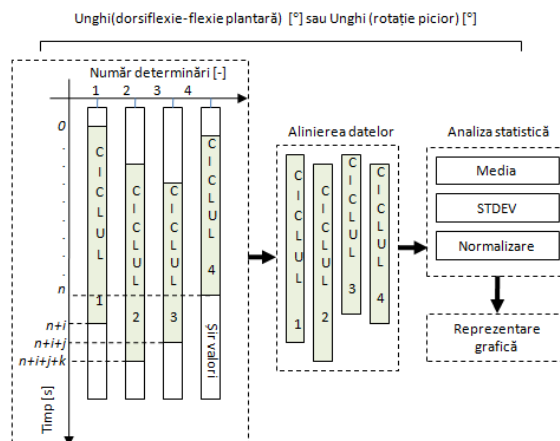 Unghi(dorsiflexie-flexie plantară) [°] sau Unghi (rotație picior) [°]
Număr determinări [-]
1 2 3 4
0
n
n+i
n+i+j
n+i+j+k
Timp [s]
CICLUL 1
CICLUL 2
CICLUL 3
CICLUL 4
Șir valori
Alinierea datelor
CICLUL 1
CICLUL 2
CICLUL 3
CICLUL 4
Analiza statistică
Media
STDEV
Normalizare
Reprezentare
grafică